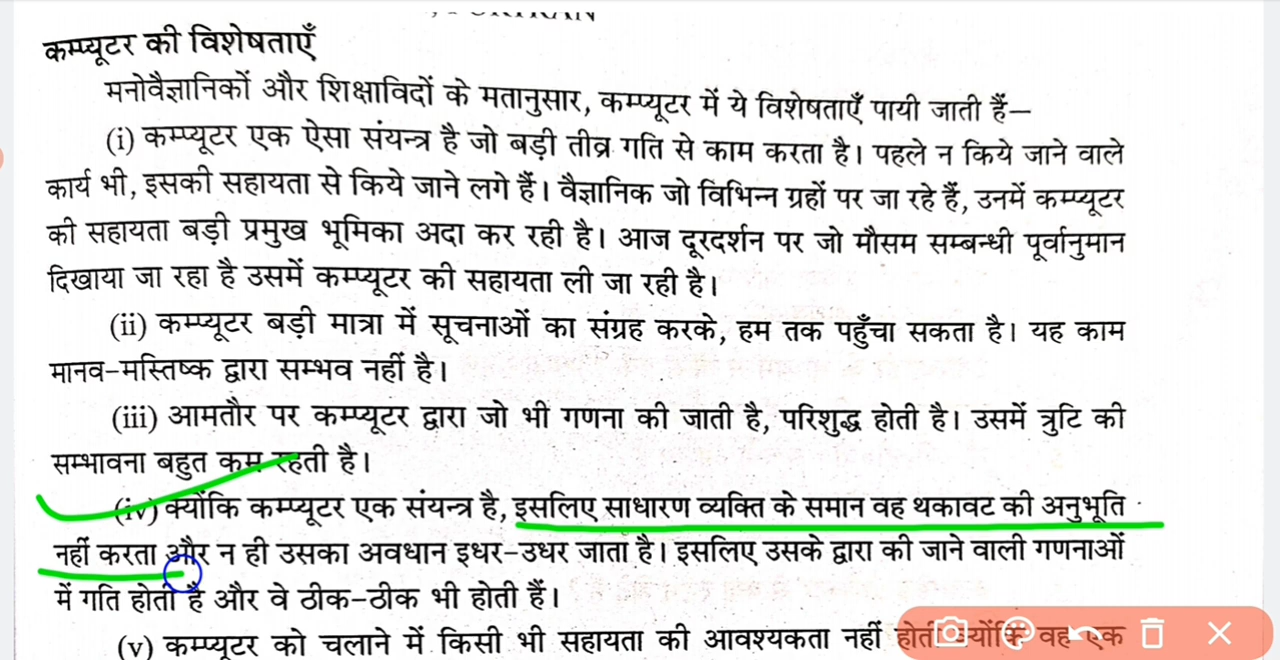 कम्प्यूटर की विशेषताएँ
मनोवैज्ञानिकों और शिक्षाविदों के मतानुसार, कम्प्यूटर में ये विशेषताएँ पायी जाती हैं—
(i) कम्प्यूटर एक ऐसा संयन्त्र है जो बड़ी तीव्र गति से काम करता है। पहले न किये जाने वाले
कार्य भी, इसकी सहायता से किये जाने लगे हैं। वैज्ञानिक जो विभिन्न ग्रहों पर जा रहे हैं, उनमें कम्प्यूटर
की सहायता बड़ी प्रमुख भूमिका अदा कर रही है। आज दूरदर्शन पर जो मौसम सम्बन्धी पूर्वानुमान
दिखाया जा रहा है उसमें कम्प्यूटर की सहायता ली जा रही है।
(ii) कम्प्यूटर बड़ी मात्रा में सूचनाओं का संग्रह करके, हम तक पहुँचा सकता है। यह काम
मानव-मस्तिष्क द्वारा सम्भव नहीं है।
(iii) आमतौर पर कम्प्यूटर द्वारा जो भी गणना की जाती है, परिशुद्ध होती है। उसमें त्रुटि की
सम्भावना बहुत कम रहती है।
(iv) क्योंकि कम्प्यूटर एक संयन्त्र है, इसलिए साधारण व्यक्ति के समान वह थकावट की अनुभूति
नहीं करता और न ही उसका अवधान इधर-उधर जाता है। इसलिए उसके द्वारा की जाने वाली गणनाओं
में गति होती है और वे ठीक-ठीक भी होती हैं।
(v) कम्प्यूटर को चलाने में किसी भी सहायता की आवश्यकता नहीं होती क्योंकि वह एक